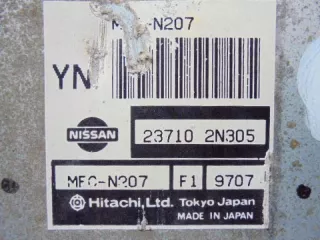 -N207
YN
NISSAN
23710 2N305
MEC-N207 F1 9707
Hitachi, Ltd. Tokyo Japan
MADE IN JAPAN